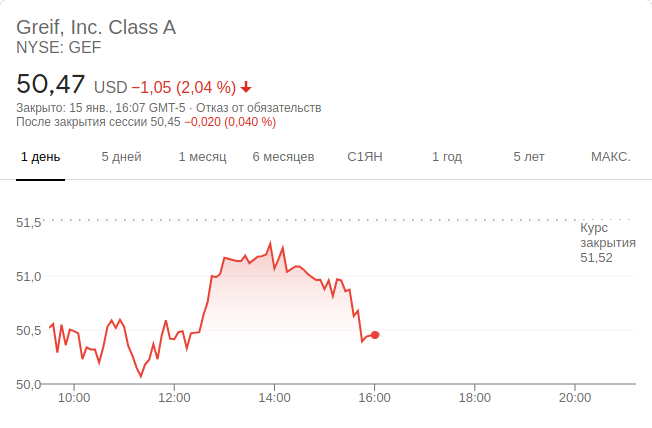 Greif, Inc. Class A
NYSE: GEF
50,47 USD −1,05 (2,04 %)
Закрыто: 15 янв., 16:07 GMT-5 · Отказ от обязательств
После закрытия сессии 50,45 −0,020 (0,040 %)
1 день 5 дней 1 месяц 6 месяцев С1ЯН 1 год 5 лет МАКС.
51,5
Курс
закрытия
51,52
51,0
50,5
50,0
10:00 12:00 14:00 16:00 18:00 20:00